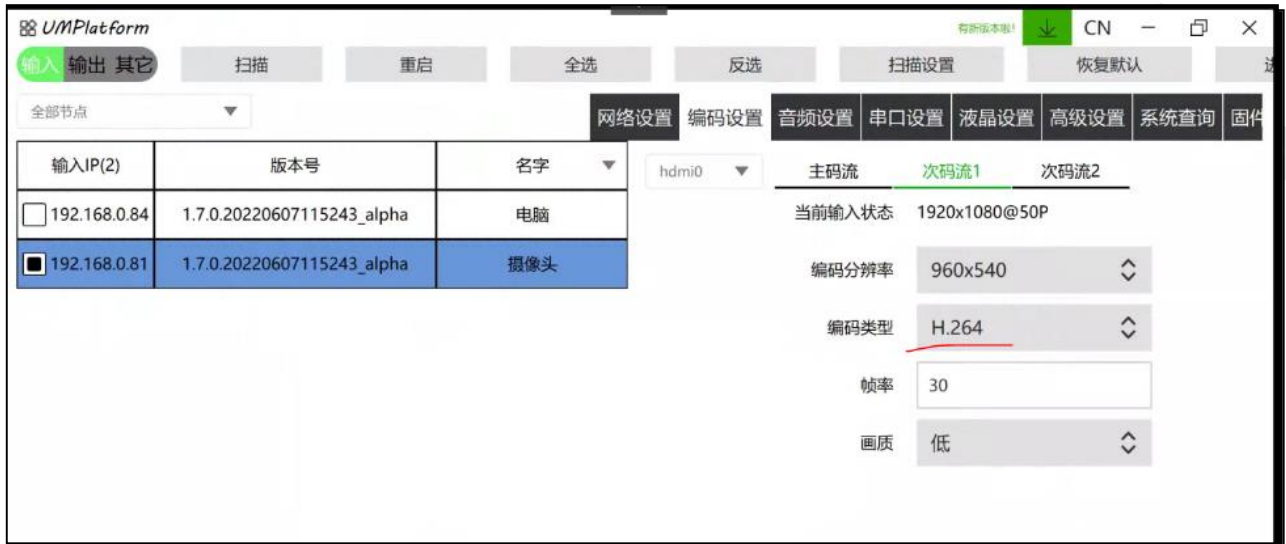 UMPlatform
有新版本啦!
CN
输入 输出 其它
扫描
重启
全选
反选
扫描设置
恢复默认
全部节点
网络设置 编码设置 音频设置 串口设置 液晶设置 高级设置 系统查询 固件
输入IP(2) 版本号 名字
hdmi0
主码流 次码流1 次码流2
192.168.0.84 1.7.0.20220607115243_alpha 电脑
当前输入状态 1920x1080@50P
192.168.0.81 1.7.0.20220607115243_alpha 摄像头
编码分辨率 960x540
编码类型 H.264
帧率 30
画质 低